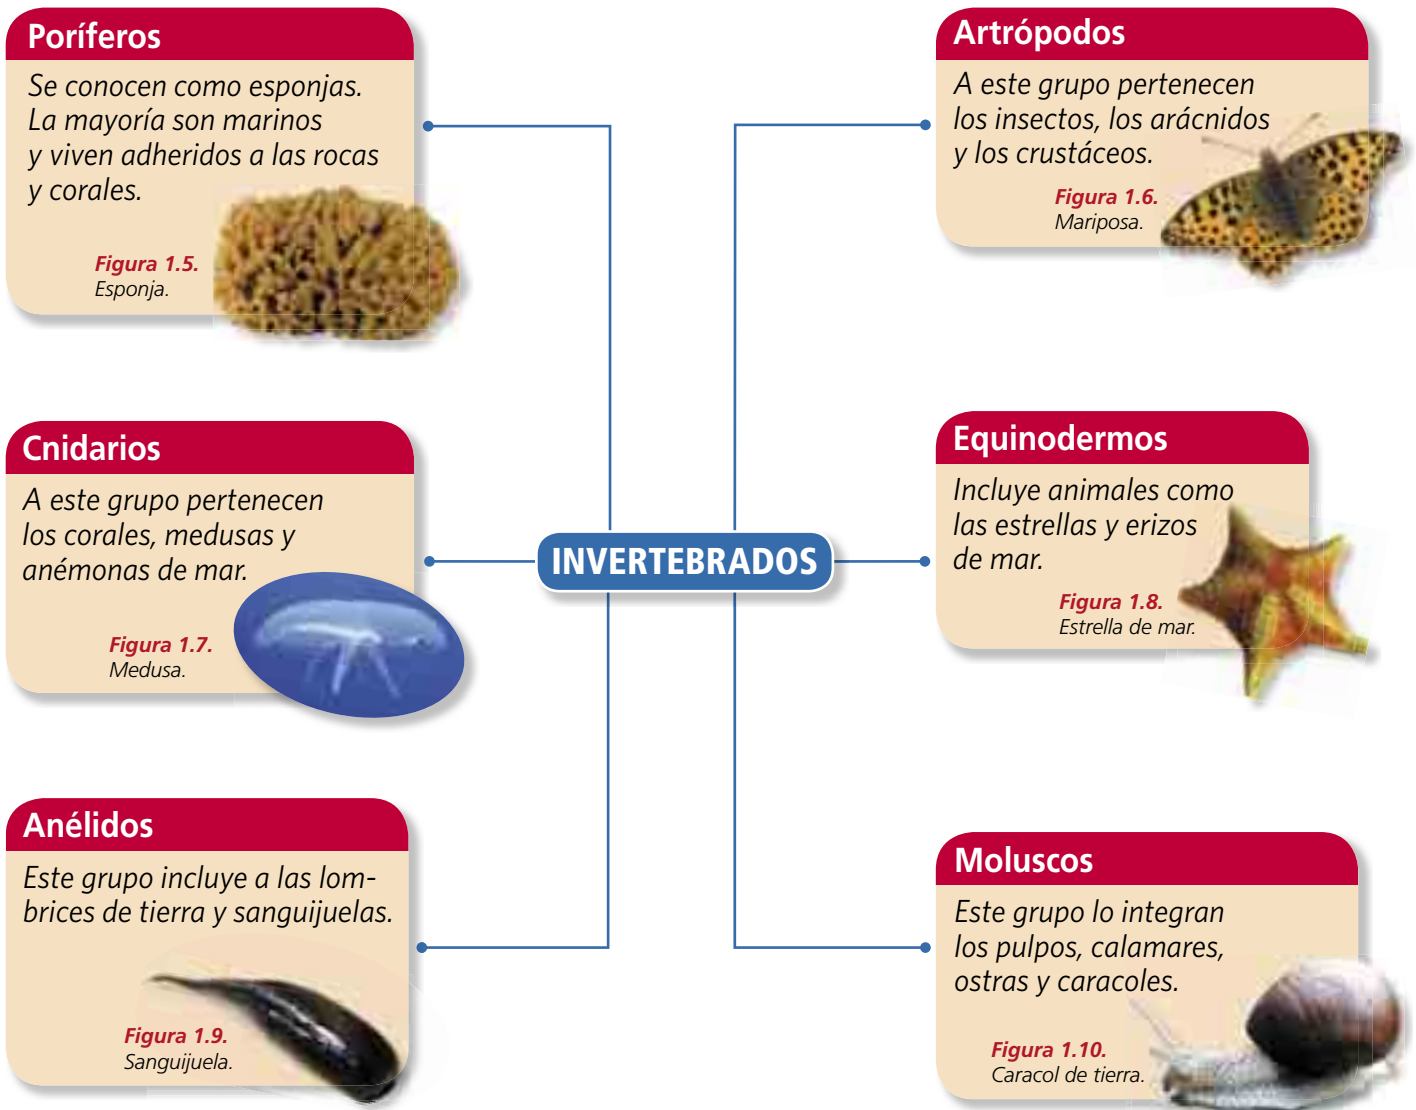 Poríferos
Se conocen como esponjas.
La mayoría son marinos
y viven adheridos a las rocas
y corales.
Figura 1.5.
Esponja.
Artrópodos
A este grupo pertenecen
los insectos, los arácnidos
y los crustáceos.
Figura 1.6.
Mariposa.
Cnidarios
A este grupo pertenecen
los corales, medusas y
anémonas de mar.
Figura 1.7.
Medusa.
INVERTEBRADOS
Equinodermos
Incluye animales como
las estrellas y erizos
de mar.
Figura 1.8.
Estrella de mar.
Anélidos
Este grupo incluye a las lom-
brices de tierra y sanguijuelas.
Figura 1.9.
Sanguijuela.
Moluscos
Este grupo lo integran
los pulpos, calamares,
ostras y caracoles.
Figura 1.10.
Caracol de tierra.